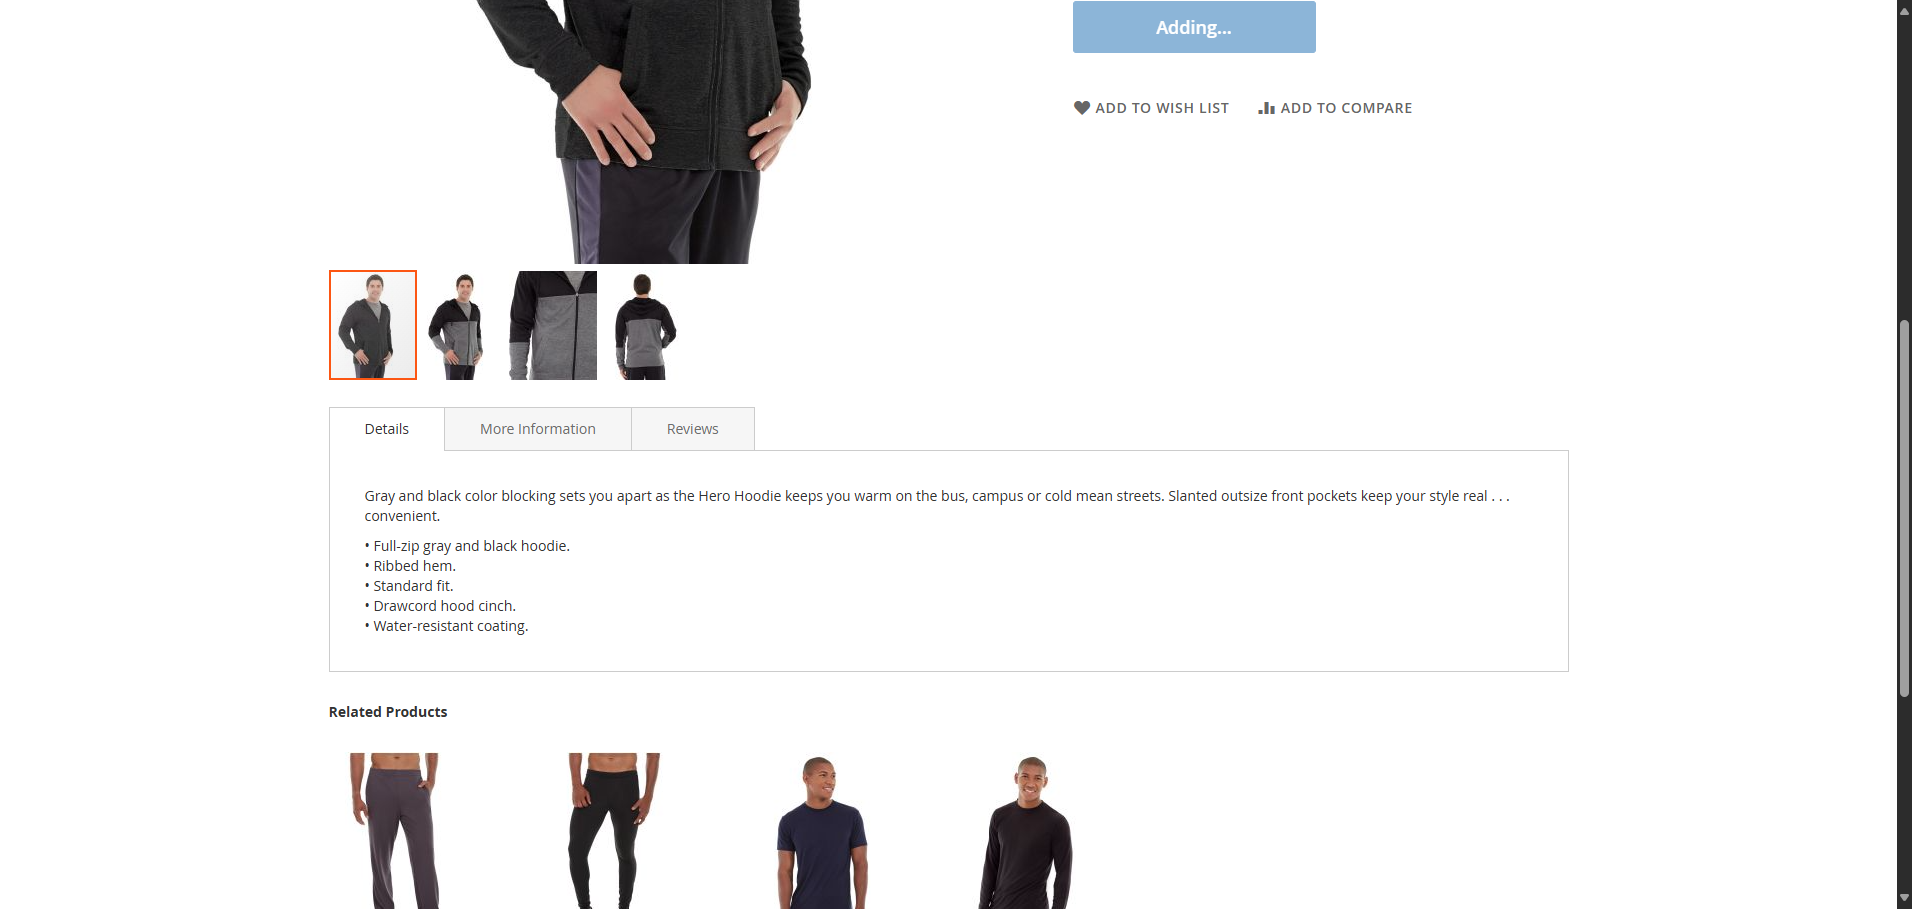 Adding...
ADD TO WISH LIST
ADD TO COMPARE
Details
More Information
Reviews
Gray and black color blocking sets you apart as the Hero Hoodie keeps you warm on the bus, campus or cold mean streets. Slanted outsize front pockets keep your style real . . .
convenient.
• Full-zip gray and black hoodie.
• Ribbed hem.
• Standard fit.
• Drawcord hood cinch.
• Water-resistant coating.
Related Products